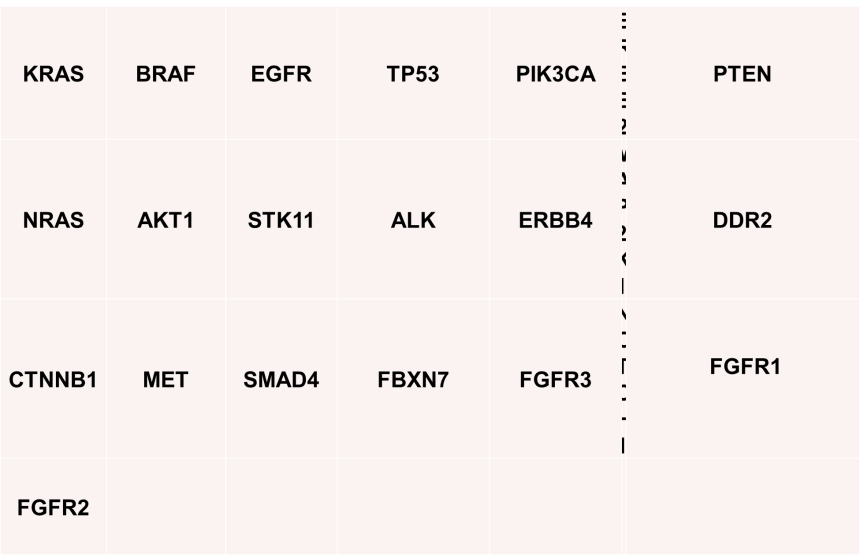 KRAS BRAF EGFR TP53 PIK3CA PTEN
NRAS AKT1 STK11 ALK ERBB4 DDR2
CTNNB1 MET SMAD4 FBXN7 FGFR3 FGFR1
FGFR2